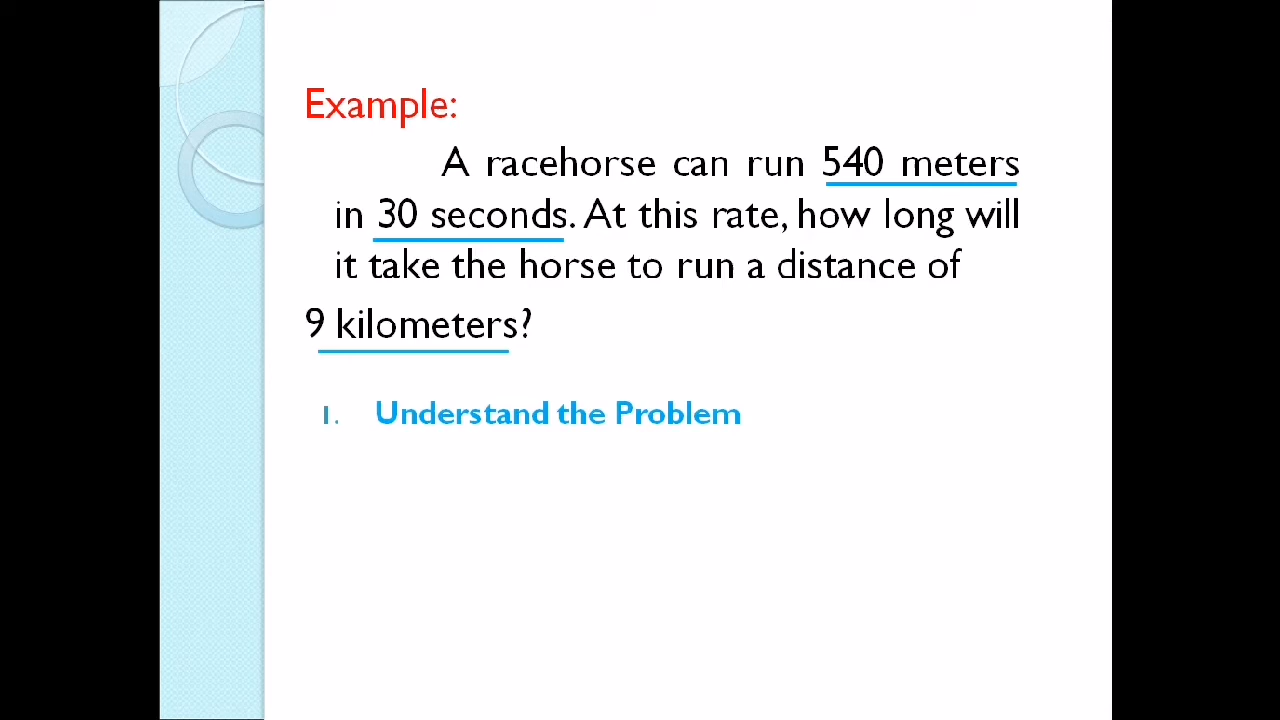 Example:
A racehorse can run 540 meters
in 30 seconds. At this rate, how long will
it take the horse to run a distance of
9 kilometers?
1. Understand the Problem